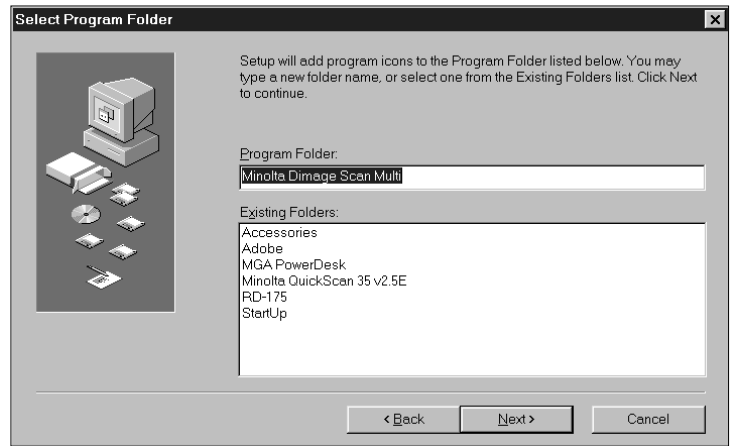 Select Program Folder
Setup will add program icons to the Program Folder listed below. You may
type a new folder name, or select one from the Existing Folders list. Click Next
to continue.
Program Folder:
Minolta Dimage Scan Multi
Existing Folders:
Accessories
Adobe
MGA PowerDesk
Minolta QuickScan 35 v2.5E
RD-175
StartUp
< Back
Next >
Cancel